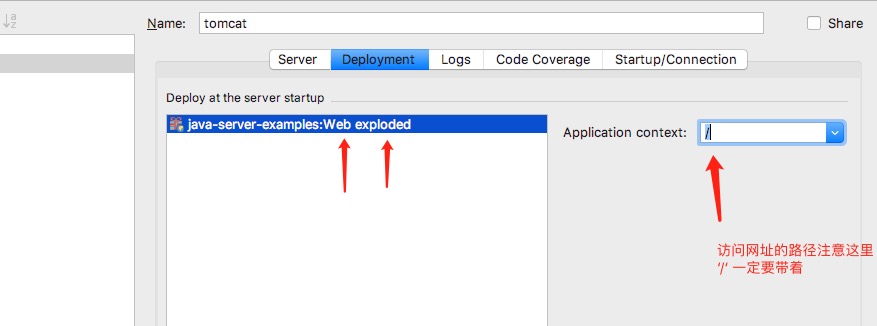 Name:
tomcat
Share
Server
Deployment
Logs
Code Coverage
Startup/Connection
Deploy at the server startup
java-server-examples:Web exploded
Application context:
/
访问网址的路径注意这里
‘/’ 一定要带着